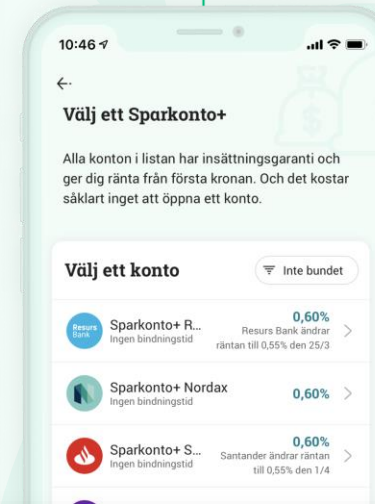 10:46
Välj ett Sparkonto+
Alla konton i listan har insättningsgaranti och
ger dig ränta från första kronan. Och det kostar
såklart inget att öppna ett konto.
Välj ett konto
Inte bundet
Resurs
Bank
Sparkonto+ R...
Ingen bindningstid
0,60%
Resurs Bank ändrar
räntan till 0,55% den 25/3
Sparkonto+ Nordax
Ingen bindningstid
0,60%
Sparkonto+ S...
Ingen bindningstid
0,60%
Santander ändrar räntan
till 0,55% den 1/4